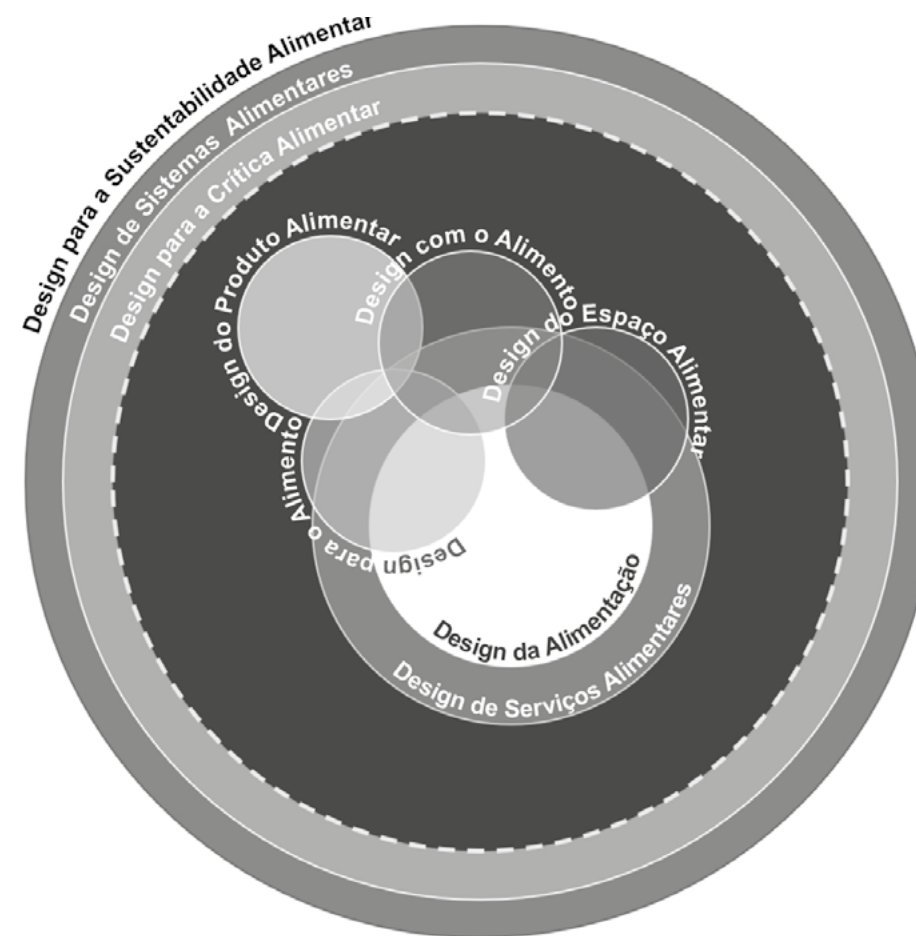 Design para a Sustentabilidade Alimentar
Design de Sistemas Alimentares
Design para a Crítica Alimentar
Design do Produto Alimentar
Design com o Alimento
Design do Espaço Alimentar
Design para o Alimento
Design da Alimentação
Design de Serviços Alimentares